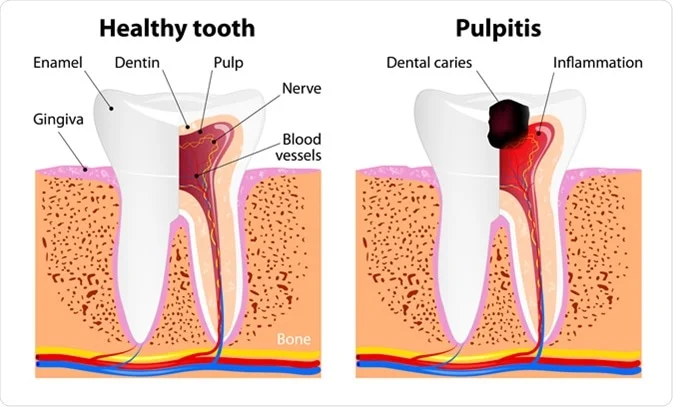 Healthy tooth
Enamel
Dentin
Pulp
Nerve
Gingiva
Blood
vessels
Bone
Pulpitis
Dental caries
Inflammation